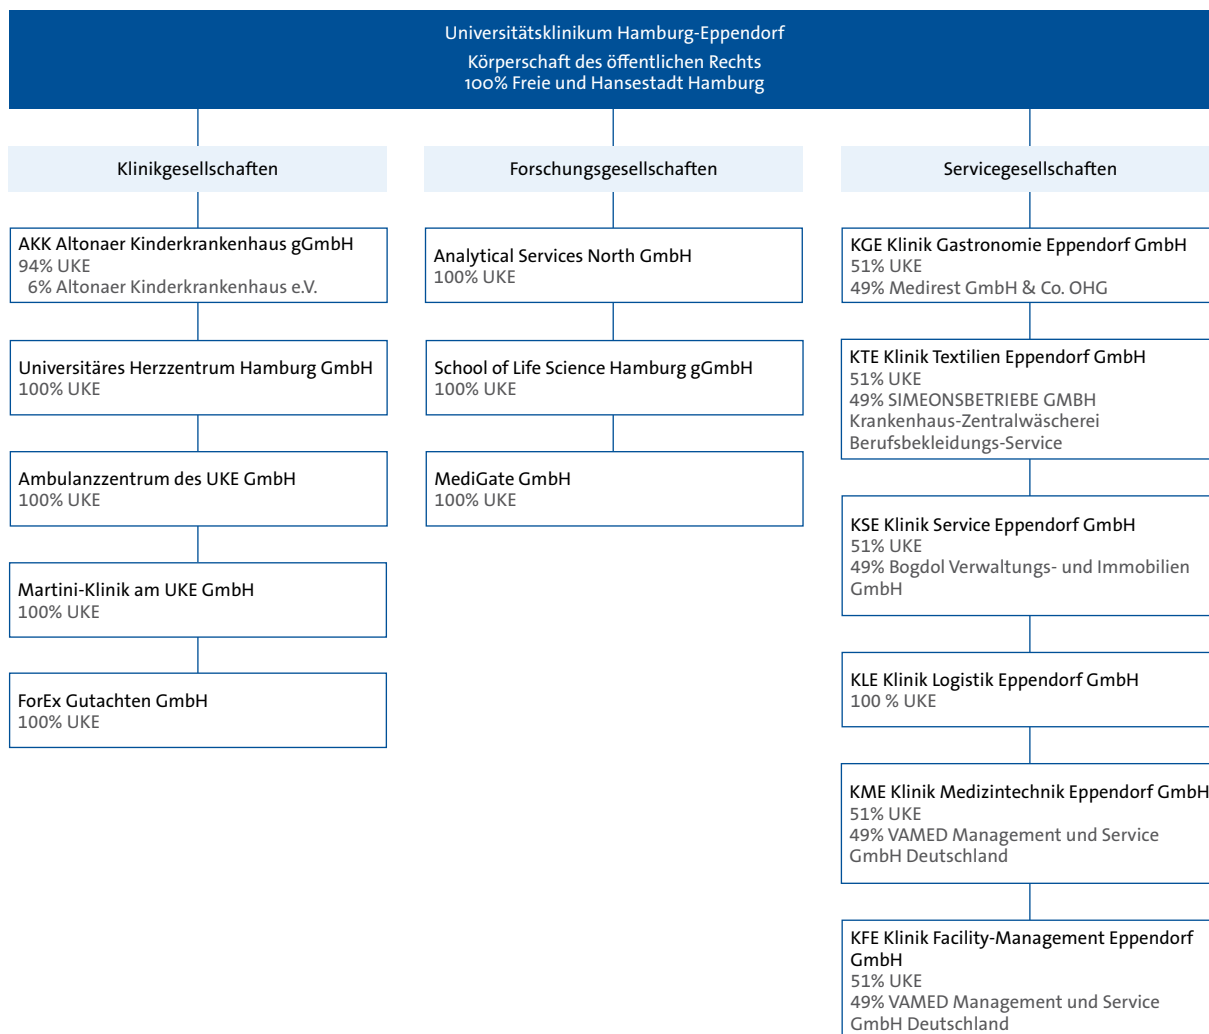 Universitätsklinikum Hamburg-Eppendorf
Körperschaft des öffentlichen Rechts
100% Freie und Hansestadt Hamburg
Klinikgesellschaften
AKK Altonaer Kinderkrankenhaus gGmbH
94% UKE
6% Altonaer Kinderkrankenhaus e.V.
Universitäres Herzzentrum Hamburg GmbH
100% UKE
Ambulanzzentrum des UKE GmbH
100% UKE
Martini-Klinik am UKE GmbH
100% UKE
ForEx Gutachten GmbH
100% UKE
Forschungsgesellschaften
Analytical Services North GmbH
100% UKE
School of Life Science Hamburg gGmbH
100% UKE
MediGate GmbH
100% UKE
Servicegesellschaften
KGE Klinik Gastronomie Eppendorf GmbH
51% UKE
49% Medirest GmbH & Co. OHG
KTE Klinik Textilien Eppendorf GmbH
51% UKE
49% SIMEONSBETRIEBE GMBH
Krankenhaus-Zentralwäscherei
Berufsbekleidungs-Service
KSE Klinik Service Eppendorf GmbH
51% UKE
49% Bogdol Verwaltungs- und Immobilien
GmbH
KLE Klinik Logistik Eppendorf GmbH
100 % UKE
KME Klinik Medizintechnik Eppendorf GmbH
51% UKE
49% VAMED Management und Service
GmbH Deutschland
KFE Klinik Facility-Management Eppendorf
GmbH
51% UKE
49% VAMED Management und Service
GmbH Deutschland